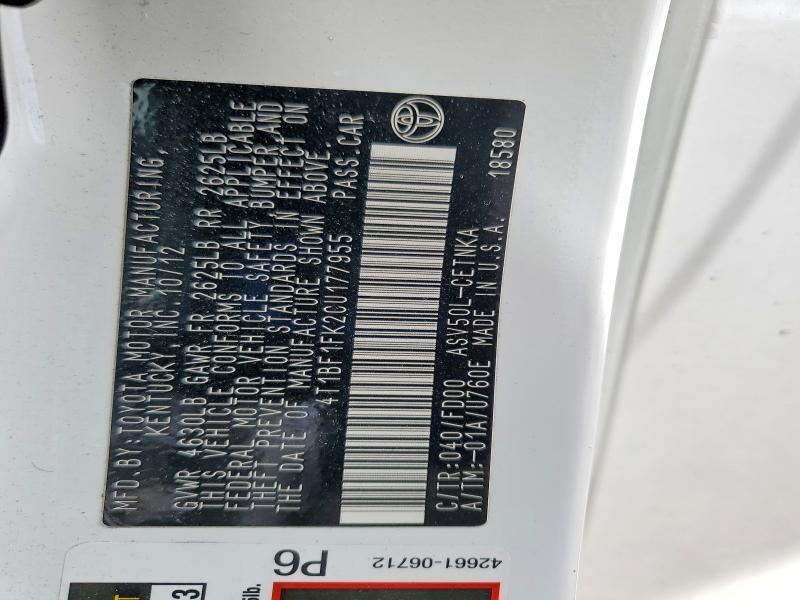 MFD.BY:TOYOTA MOTOR MANUFACTURING,
KENTUCKY, INC. 10/12
GVWR 4630LB GAWR FR 2625LB RR 2625LB
THIS VEHICLE CONFORMS TO ALL APPLICABLE
FEDERAL MOTOR VEHICLE SAFETY, BUMPER, AND
THEFT PREVENTION STANDARDS IN EFFECT ON
THE DATE OF MANUFACTURE SHOWN ABOVE.
4T1BF1FK2CU177955 PASS.CAR
C/TR:040/FD00 ASV50L-CETNKA
A/TM:-01A/U760E MADE IN U.S.A. 18580
P6
42661-06712
3
5lb.